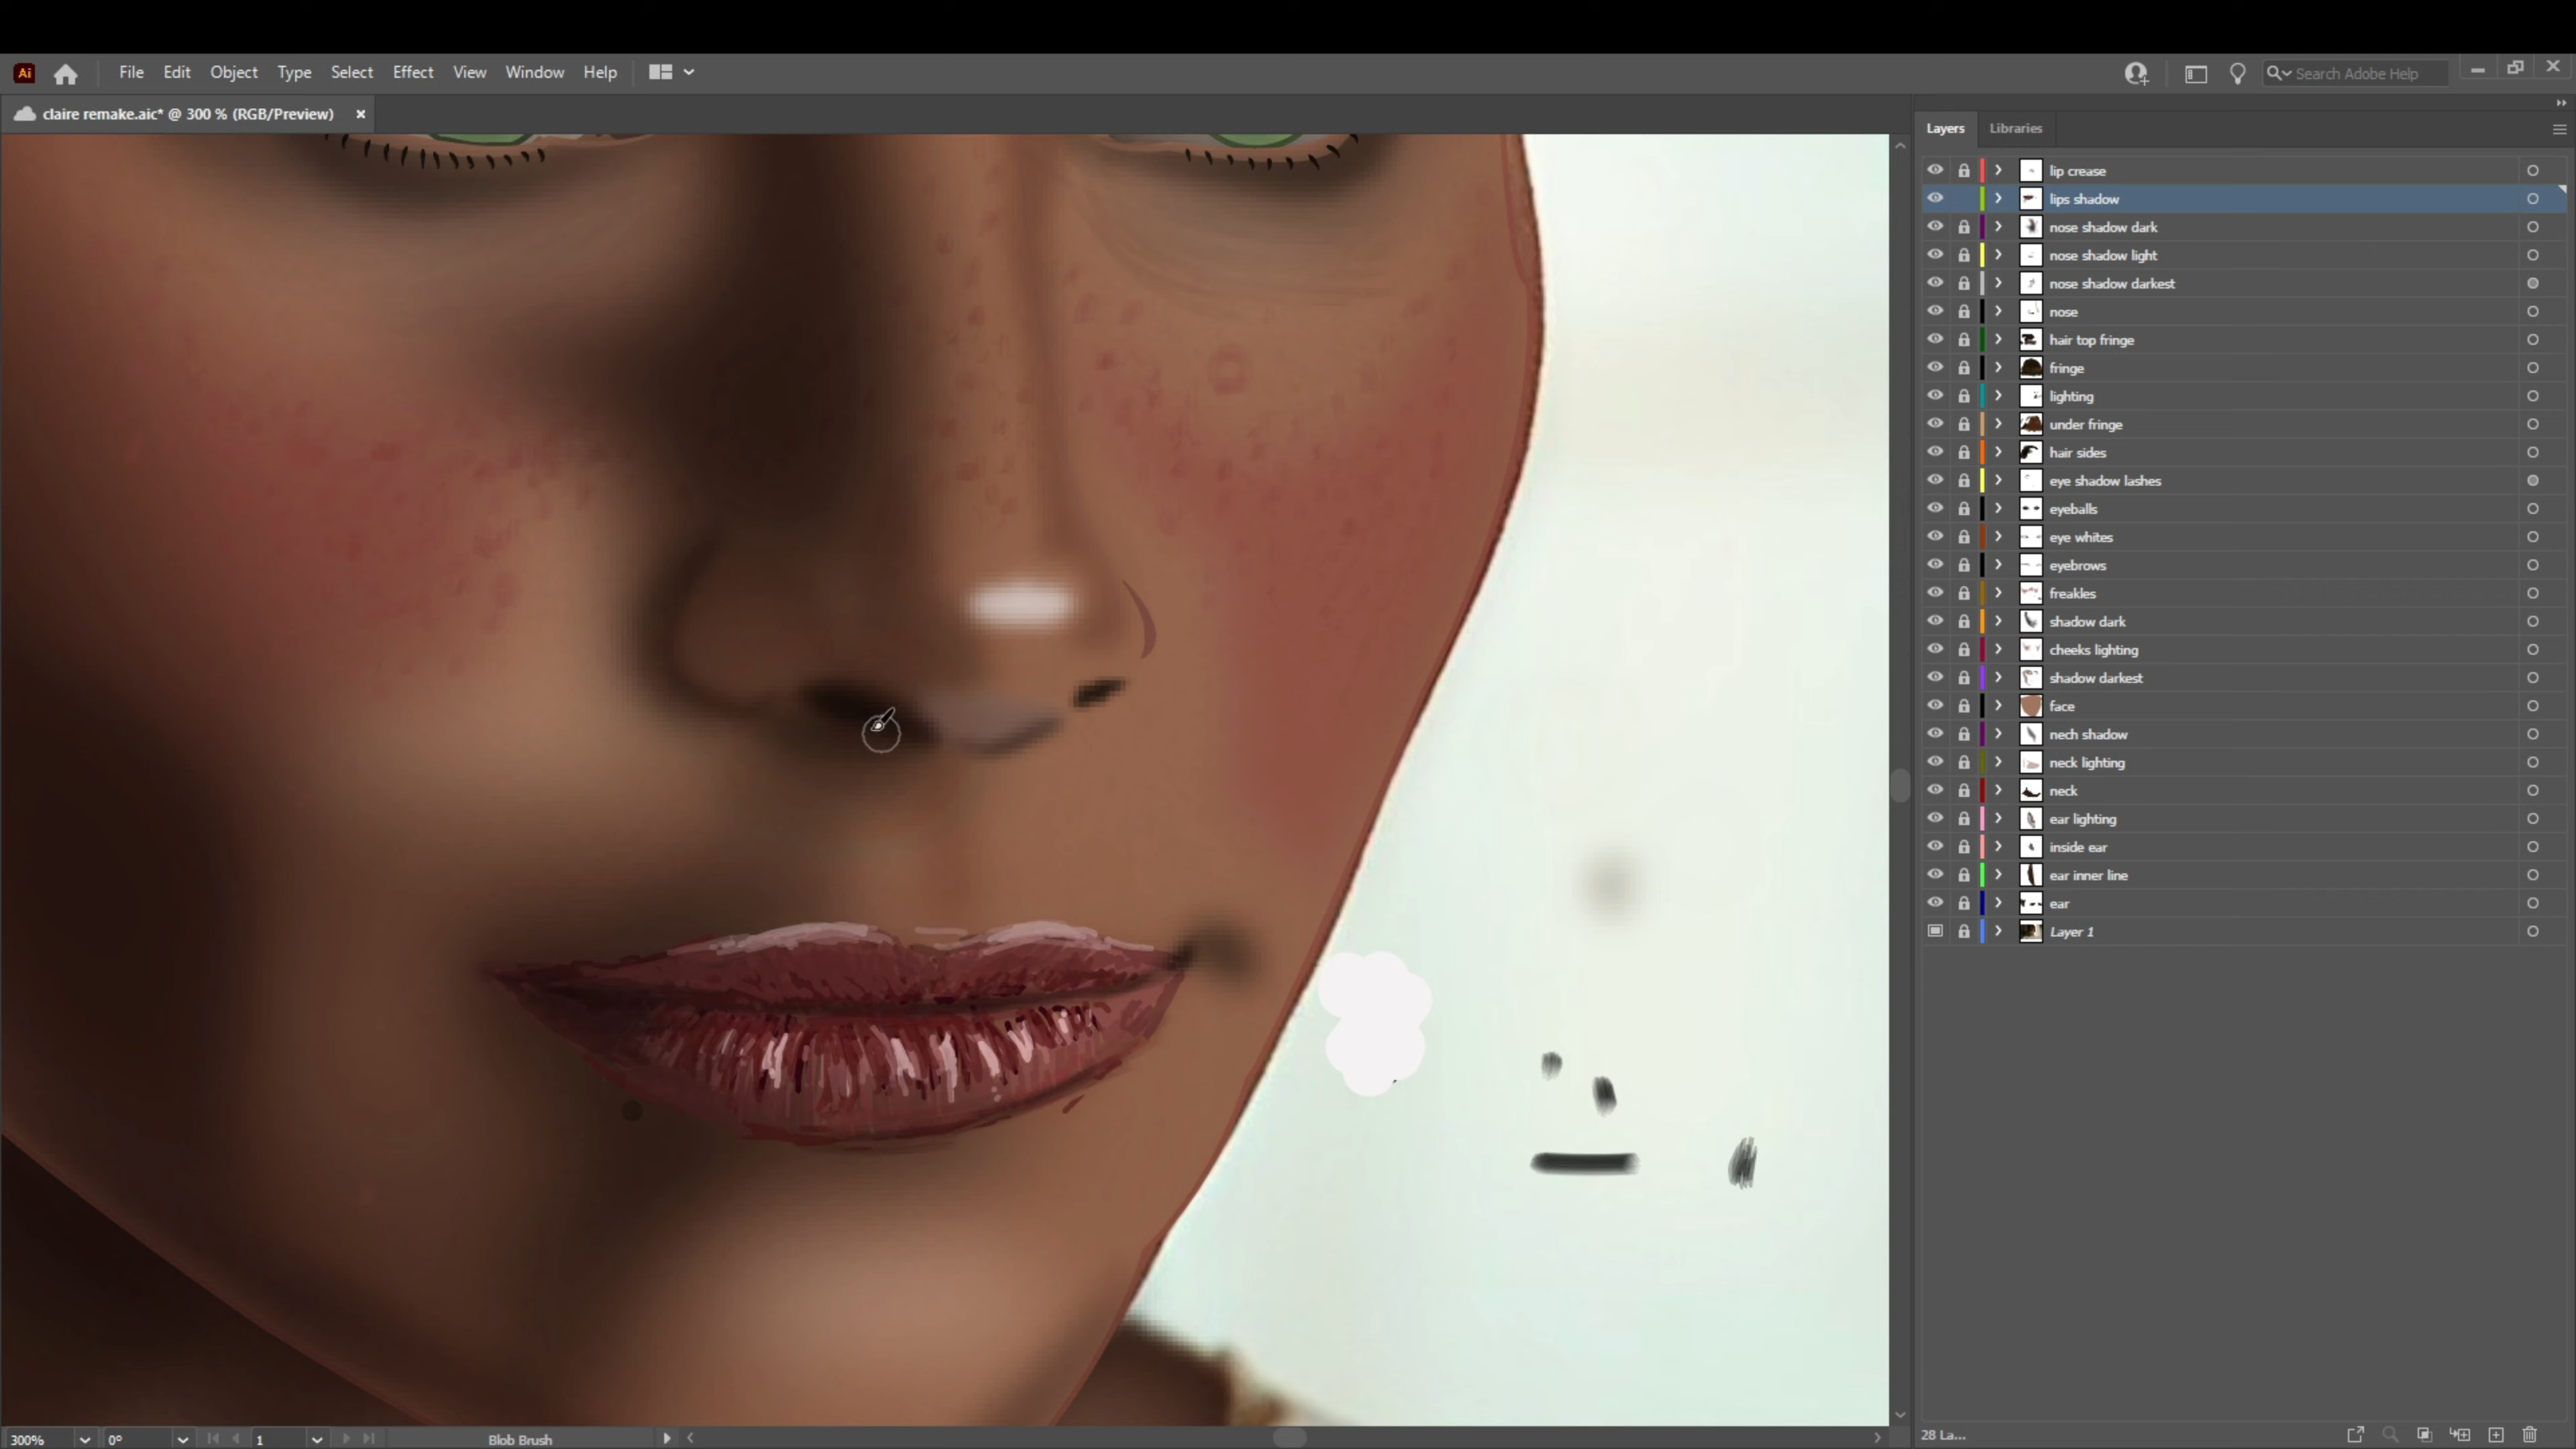 Ai File Edit Object Type Select Effect View Window Help Search Adobe Help
claire remake.aic* @ 300 % (RGB/Preview) ×
Layers Libraries
lip crease
lips shadow
nose shadow dark
nose shadow light
nose shadow darkest
nose
hair top fringe
fringe
lighting
under fringe
hair sides
eye shadow lashes
eyeballs
eye whites
eyebrows
freakles
shadow dark
cheeks lighting
shadow darkest
face
nech shadow
neck lighting
neck
ear lighting
inside ear
ear inner line
ear
Layer 1
300% 0° 1 Blob Brush 28 La...